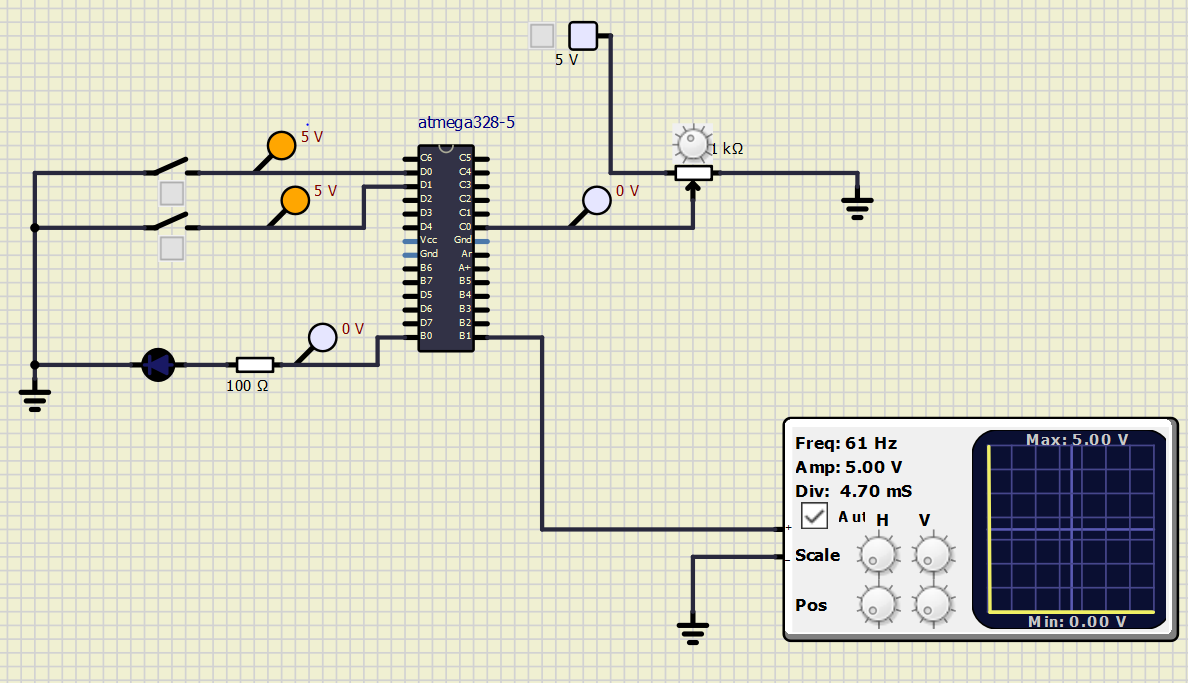 5 V
atmega328-5
5 V
1 kΩ
C6 C5
D0 C4
D1 C3
5 V
0 V
D2 C2
D3 C1
D4 C0
Vcc Gnd
Gnd Ar
B6 A+
B7 B5
D5 B4
D6 B3
D7 B2
B0 B1
0 V
100 Ω
Freq: 61 Hz
Amp: 5.00 V
Div: 4.70 mS
Aut H V
Scale
Pos
+
-
Max: 5.00 V
Min: 0.00 V